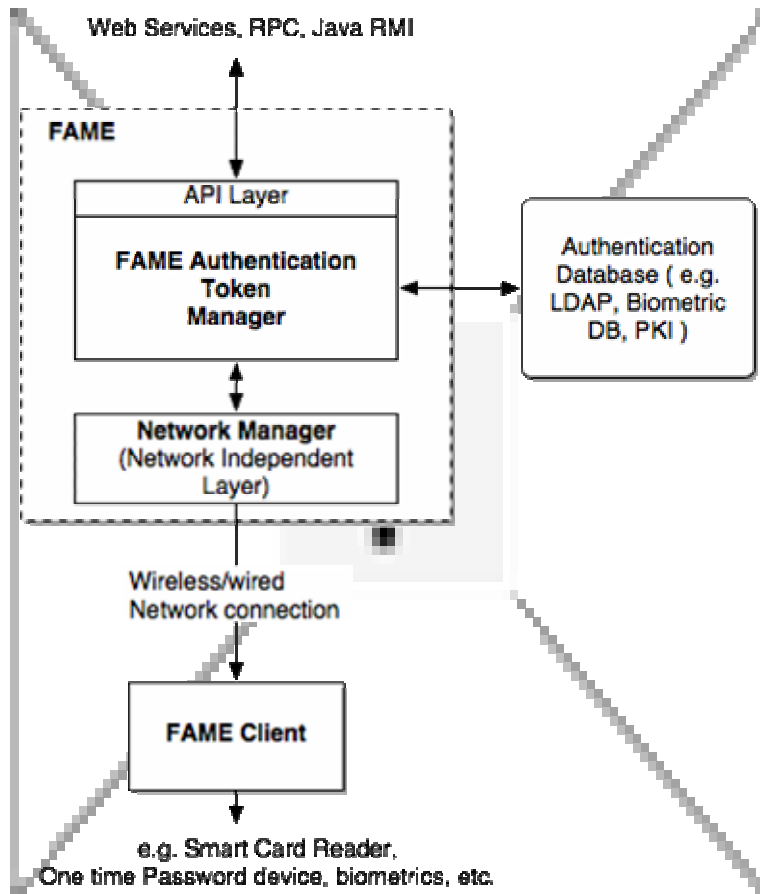 Web Services, RPC, Java RMI
FAME
API Layer
FAME Authentication
Token
Manager
Authentication
Database ( e.g.
LDAP, Biometric
DB, PKI )
Network Manager
(Network Independent
Layer)
Wireless/wired
Network connection
FAME Client
e.g. Smart Card Reader,
One time Password device, biometrics, etc.